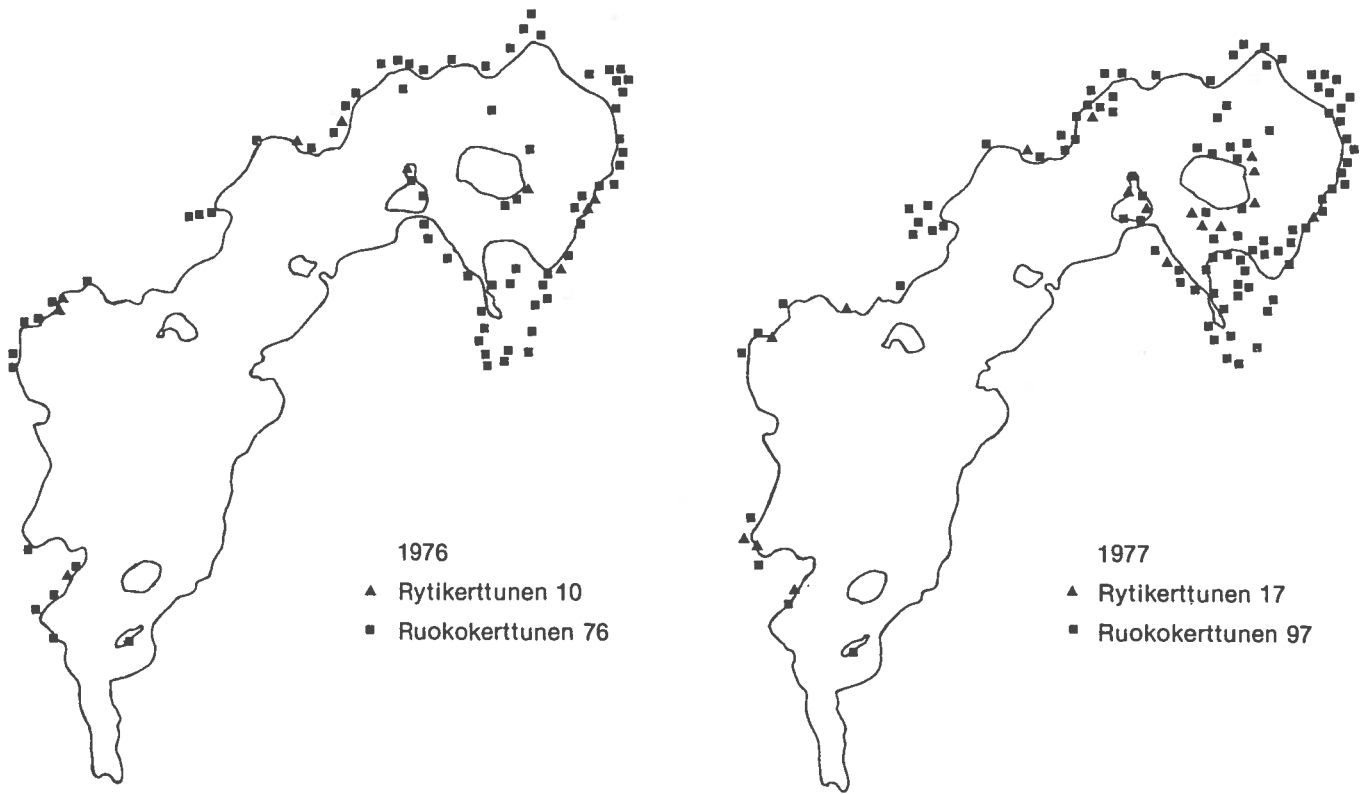 1976
▲ Rytikerttunen 10
■ Ruokokerttunen 76
1977
▲ Rytikerttunen 17
■ Ruokokerttunen 97